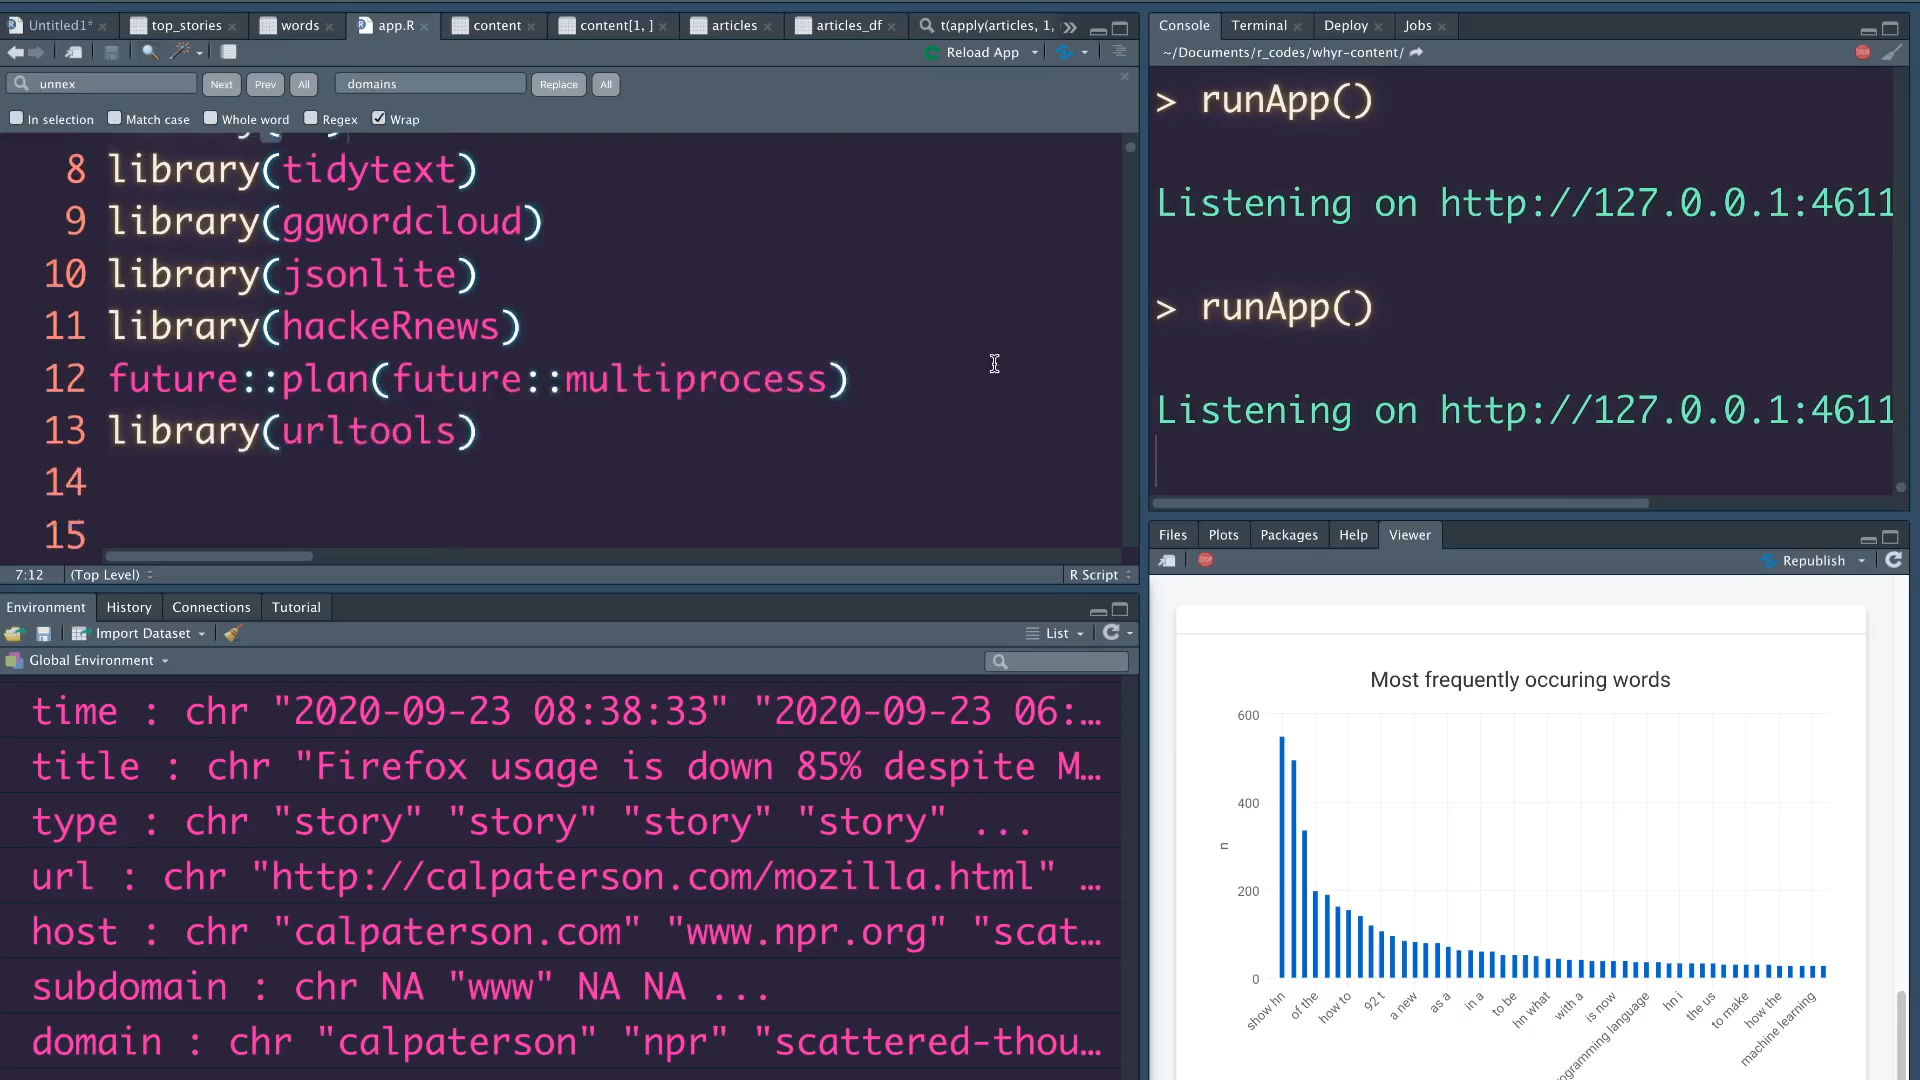 Untitled1* top_stories words app.R content content[1, ] articles articles_df t(apply(articles, 1,
Reload App
unnex Next Prev All domains Replace All
In selection Match case Whole word Regex Wrap
8 library(tidytext)
9 library(ggwordcloud)
10 library(jsonlite)
11 library(hackeRnews)
12 future::plan(future::multiprocess)
13 library(urltools)
14
15
7:12 (Top Level) R Script
Environment History Connections Tutorial
Import Dataset List
Global Environment
time : chr "2020-09-23 08:38:33" "2020-09-23 06:…
title : chr "Firefox usage is down 85% despite M…
type : chr "story" "story" "story" "story" ...
url : chr "http://calpaterson.com/mozilla.html" …
host : chr "calpaterson.com" "www.npr.org" "scat…
subdomain : chr NA "www" NA NA ...
domain : chr "calpaterson" "npr" "scattered-thou…
Console Terminal Deploy Jobs
~/Documents/r_codes/whyr-content/
> runApp()
Listening on http://127.0.0.1:4611
> runApp()
Listening on http://127.0.0.1:4611
Files Plots Packages Help Viewer
Republish
Most frequently occuring words
600
400
n
200
0
show hn of the how to 92 t a new as a in a to be hn what with a is now ogramming language hn i the us to make how the machine learning